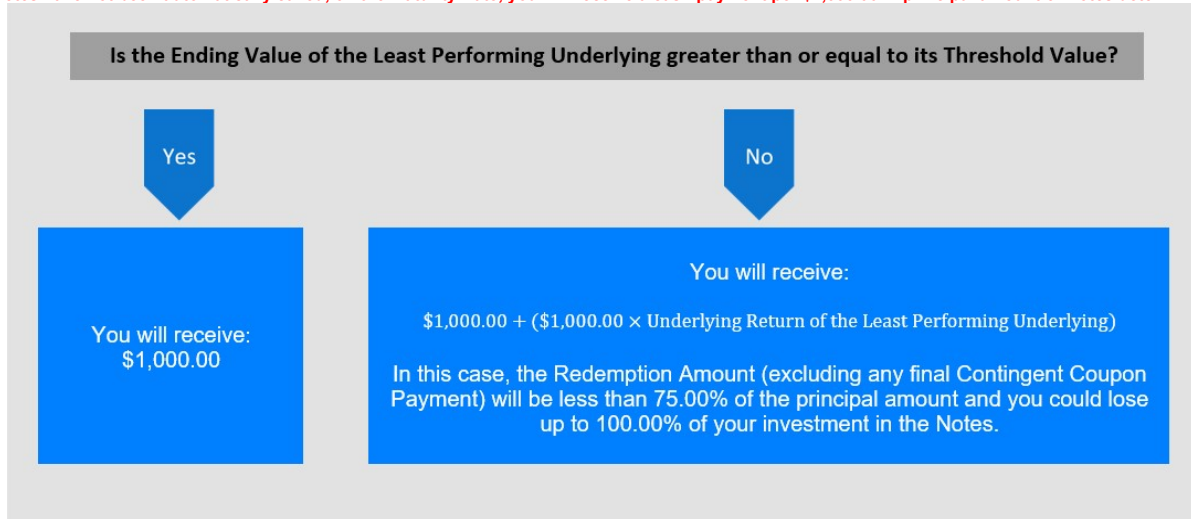 Is the Ending Value of the Least Performing Underlying greater than or equal to its Threshold Value?
Yes
No
You will receive:
$1,000.00
You will receive:
$1,000.00 + ($1,000.00 × Underlying Return of the Least Performing Underlying)
In this case, the Redemption Amount (excluding any final Contingent Coupon
Payment) will be less than 75.00% of the principal amount and you could lose
up to 100.00% of your investment in the Notes.